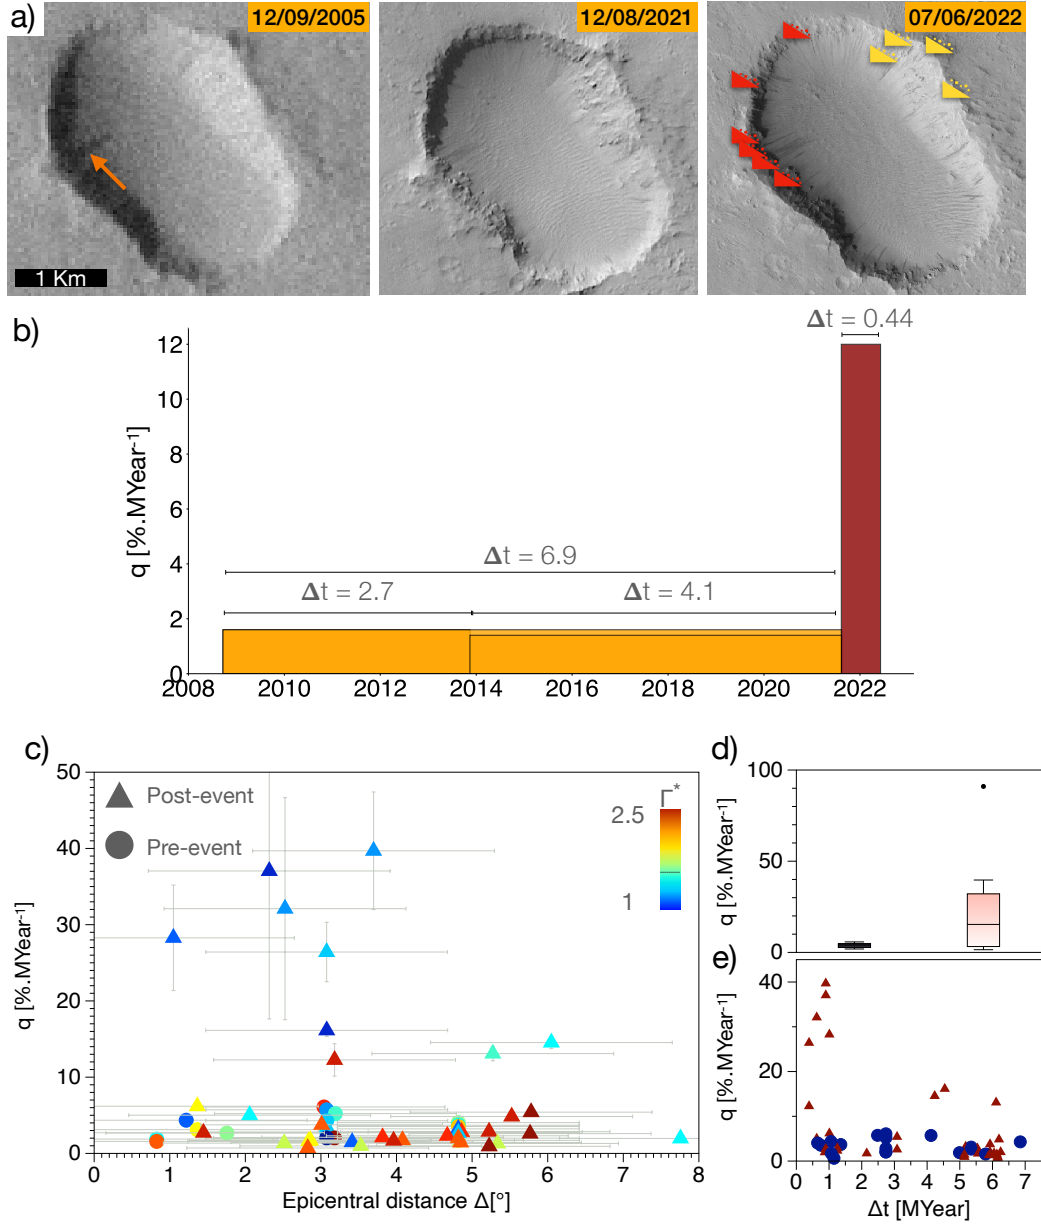 a)
12/09/2005
12/08/2021
07/06/2022
1 Km
b)
Δt = 0.44
12
10
8
6
4
2
0
q [%.MYear⁻¹]
Δt = 6.9
Δt = 2.7
Δt = 4.1
2008 2010 2012 2014 2016 2018 2020 2022
c)
50
40
30
20
10
0
q [%.MYear⁻¹]
Post-event
Pre-event
Γ*
2.5
1
0 1 2 3 4 5 6 7 8
Epicentral distance Δ[°]
d)
100
50
0
q [%.MYear⁻¹]
e)
40
20
0
q [%.MYear⁻¹]
0 1 2 3 4 5 6 7
Δt [MYear]